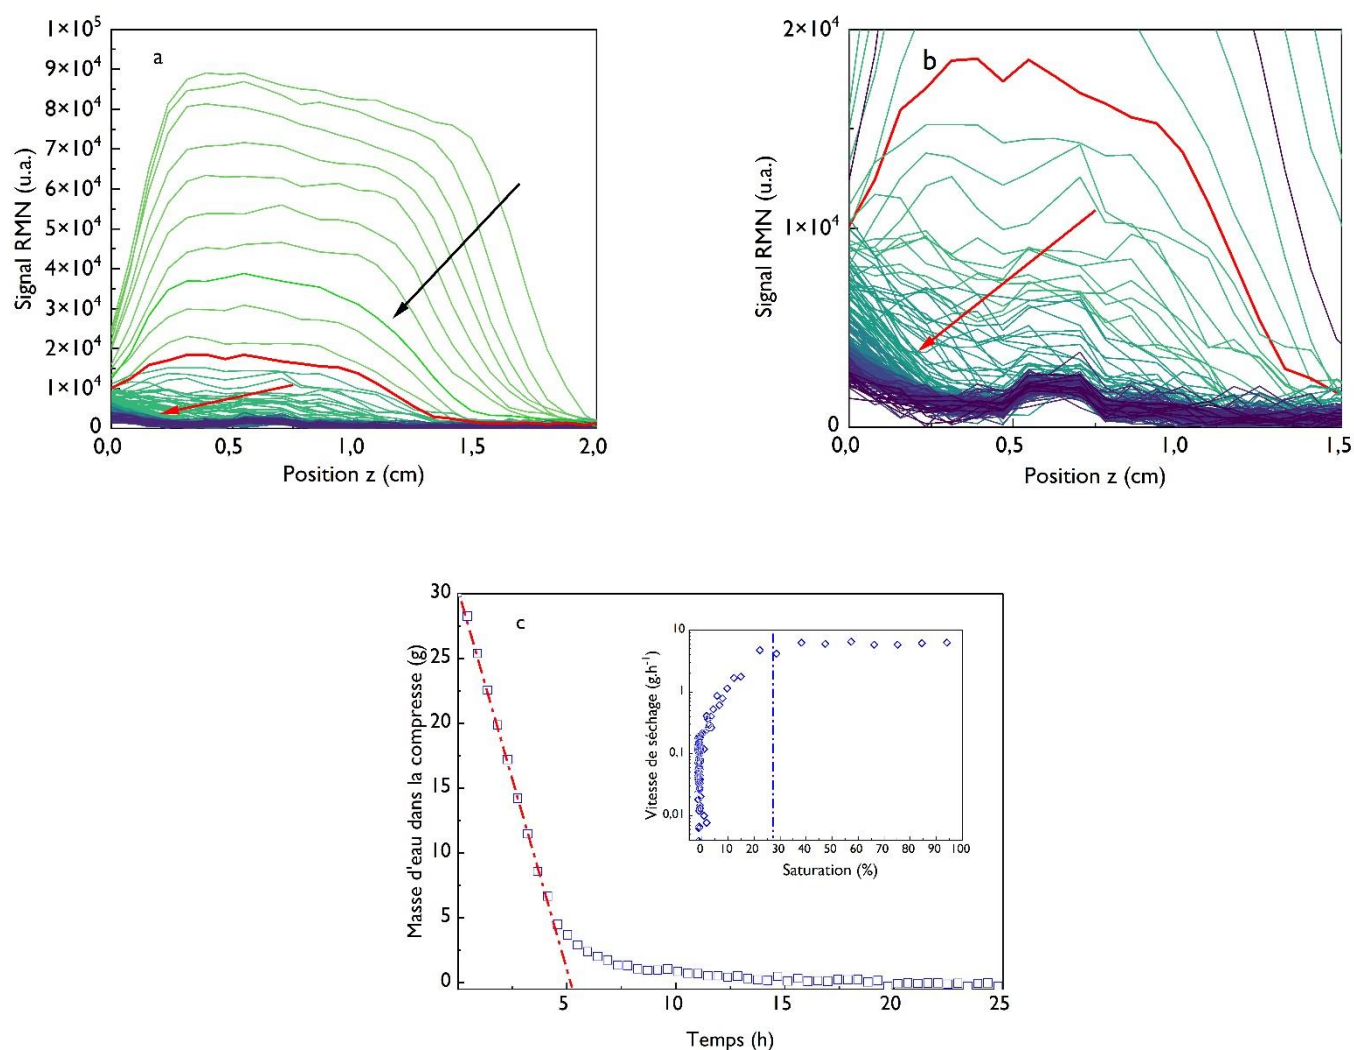 a
1×10⁵
9×10⁴
8×10⁴
7×10⁴
6×10⁴
5×10⁴
4×10⁴
3×10⁴
2×10⁴
1×10⁴
0
Signal RMN (u.a.)
0,0 0,5 1,0 1,5 2,0
Position z (cm)
b
2×10⁴
1×10⁴
0
Signal RMN (u.a.)
0,0 0,5 1,0 1,5
Position z (cm)
c
30
25
20
15
10
5
0
Masse d'eau dans la compresse (g)
5 10 15 20 25
Temps (h)
10
1
0.1
0.01
Vitesse de séchage (g.h⁻¹)
0 10 20 30 40 50 60 70 80 90 100
Saturation (%)